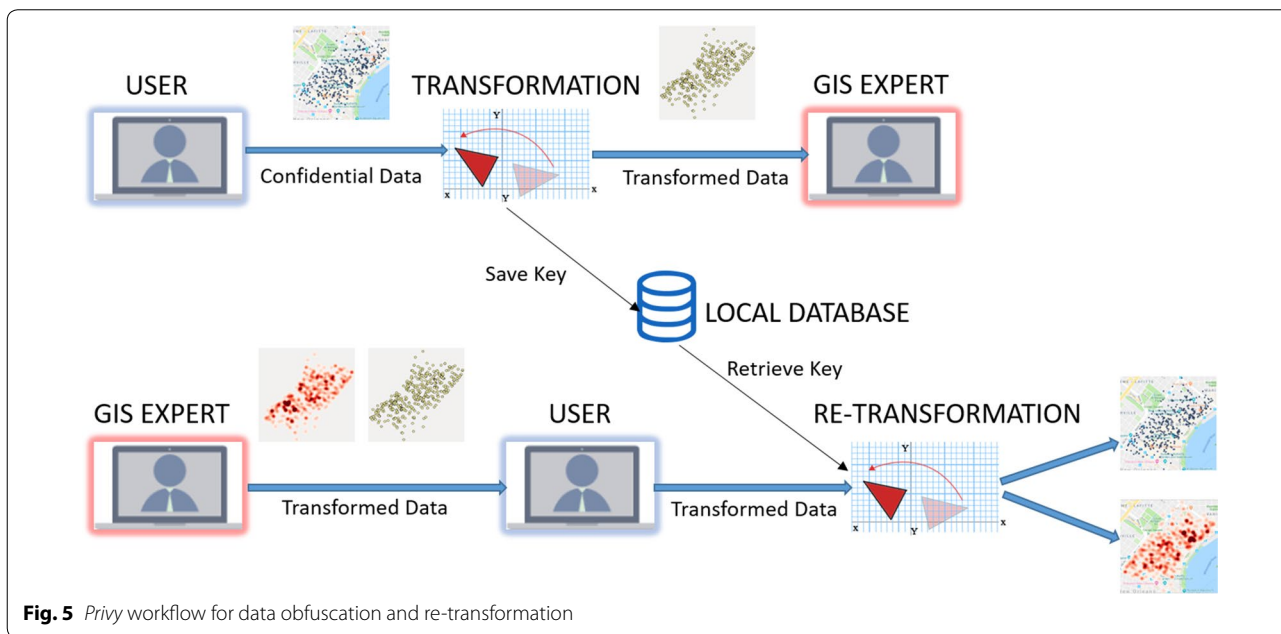 USER
TRANSFORMATION
GIS EXPERT
Y
Confidential Data
x
Y
x
Transformed Data
Save Key
LOCAL DATABASE
Retrieve Key
GIS EXPERT
USER
RE-TRANSFORMATION
Y
Transformed Data
Transformed Data
x
Y
x
Fig. 5 Privy workflow for data obfuscation and re-transformation